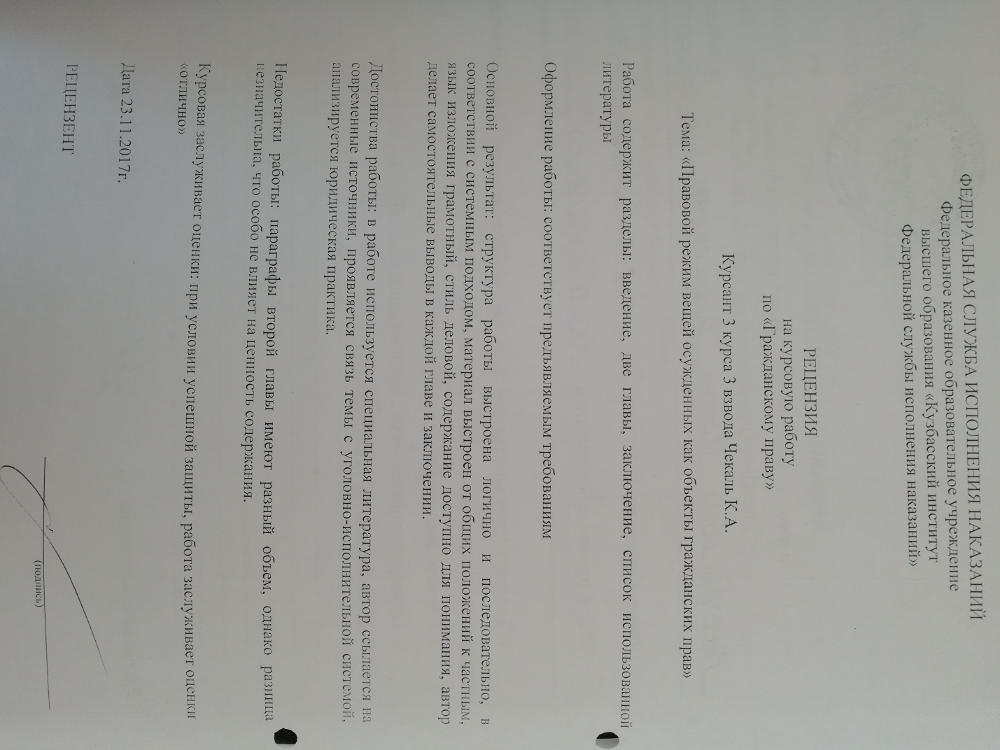 ФЕДЕРАЛЬНАЯ СЛУЖБА ИСПОЛНЕНИЯ НАКАЗАНИЙ
Федеральное казенное образовательное учреждение
высшего образования «Кузбасский институт
Федеральной службы исполнения наказаний»
РЕЦЕНЗИЯ
на курсовую работу
по «Гражданскому праву»
Курсант 3 курса 3 взвода Чекаль К.А.
Тема: «Правовой режим вещей осужденных как объекты гражданских прав»
Работа содержит разделы: введение, две главы, заключение, список использованной
литературы
Оформление работы: соответствует предъявляемым требованиям
Основной результат: структура работы выстроена логично и последовательно, в
соответствии с системным подходом, материал выстроен от общих положений к частным,
язык изложения грамотный, стиль деловой, содержание доступно для понимания, автор
делает самостоятельные выводы в каждой главе и заключении.
Достоинства работы: в работе используется специальная литература, автор ссылается на
современные источники, проявляется связь темы с уголовно-исполнительной системой,
анализируется юридическая практика.
Недостатки работы: параграфы второй главы имеют разный объем, однако разница
незначительна, что особо не влияет на ценность содержания.
Курсовая заслуживает оценки: при условии успешной защиты, работа заслуживает оценки
«отлично»
Дата 23.11.2017г.
РЕЦЕНЗЕНТ
(подпись)